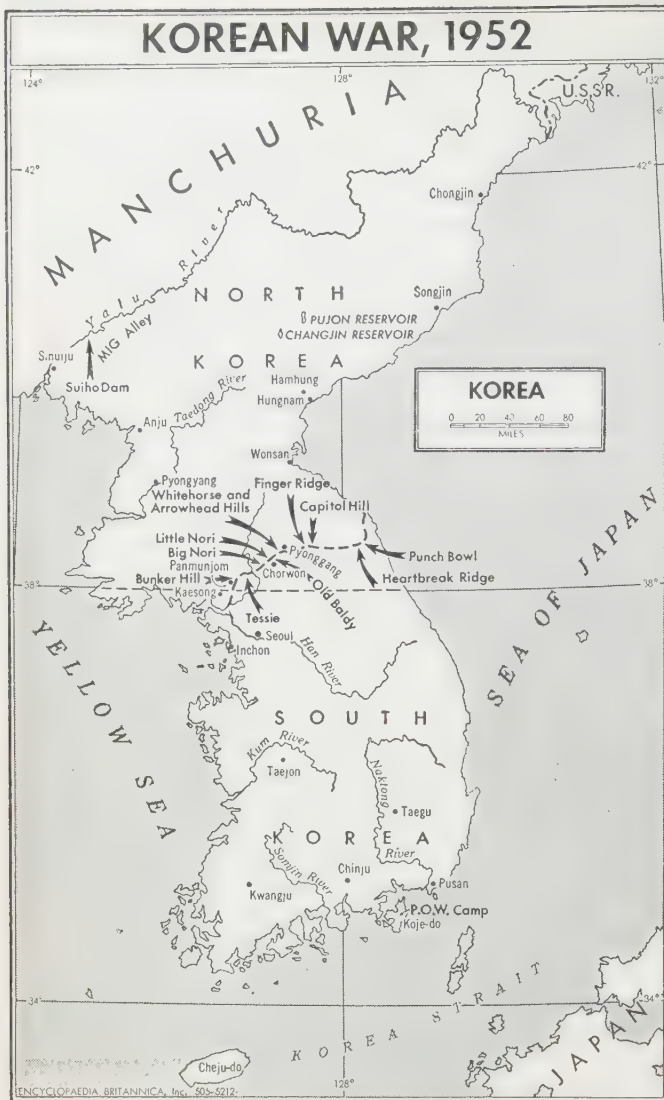 KOREAN WAR, 1952
124°
128°
132°
U.S.S.R.
MANCHURIA
42°
42°
Chongjin
Yalu River
NORTH
Songjin
PUJON RESERVOIR
MIG Alley
CHANGJIN RESERVOIR
Sinuiju
KOREA
Suiho Dam
Hamhung
Taedong River
Hungnam
KOREA
0 20 40 60 80
MILES
Anju
Wonsan
Pyongyang
Finger Ridge
Whitehorse and
Arrowhead Hills
Capitol Hill
Little Nori
Big Nori
Pyonggang
Punch Bowl
Panmunjom
Chorwon
Bunker Hill
Heartbreak Ridge
38°
Kaesong
Old Baldy
Tessie
SEA OF JAPAN
Seoul
YELLOW SEA
Inchon
Han River
SOUTH
Kum River
Taejon
Naktong
River
Taegu
KOREA
Somjin River
Chinju
Kwangju
Pusan
P.O.W. Camp
Koje-do
34°
34°
KOREA STRAIT
JAPAN
Cheju-do
128°
ENCYCLOPAEDIA BRITANNICA, Inc. 505-5212-